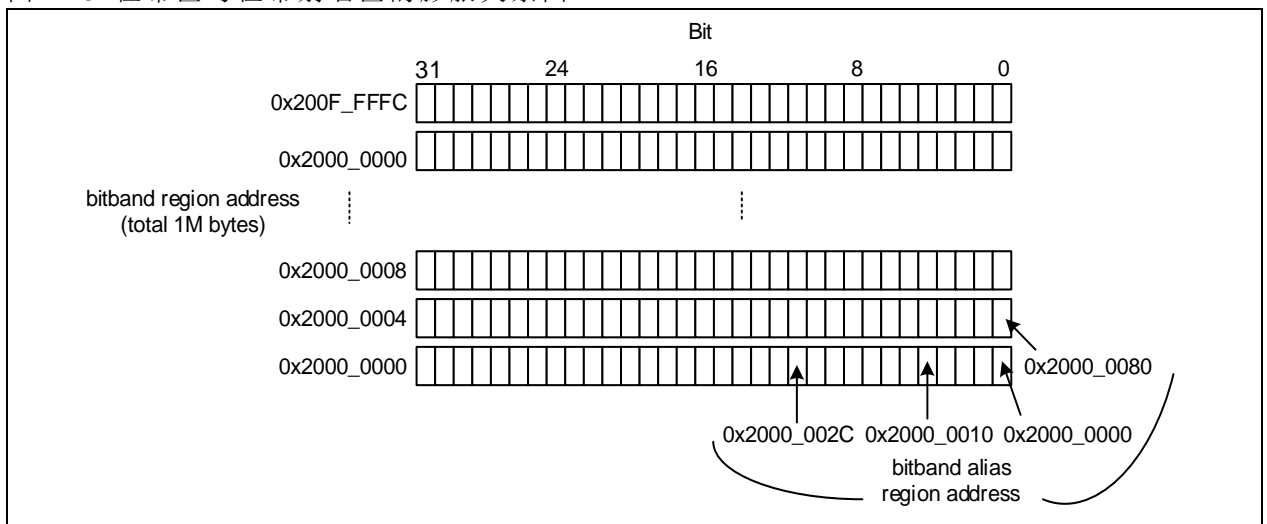 Bit
31 24 16 8 0
0x200F_FFFC
0x2000_0000
bitband region address
(total 1M bytes)
0x2000_0008
0x2000_0004
0x2000_0000
0x2000_0080
0x2000_002C 0x2000_0010 0x2000_0000
bitband alias
region address